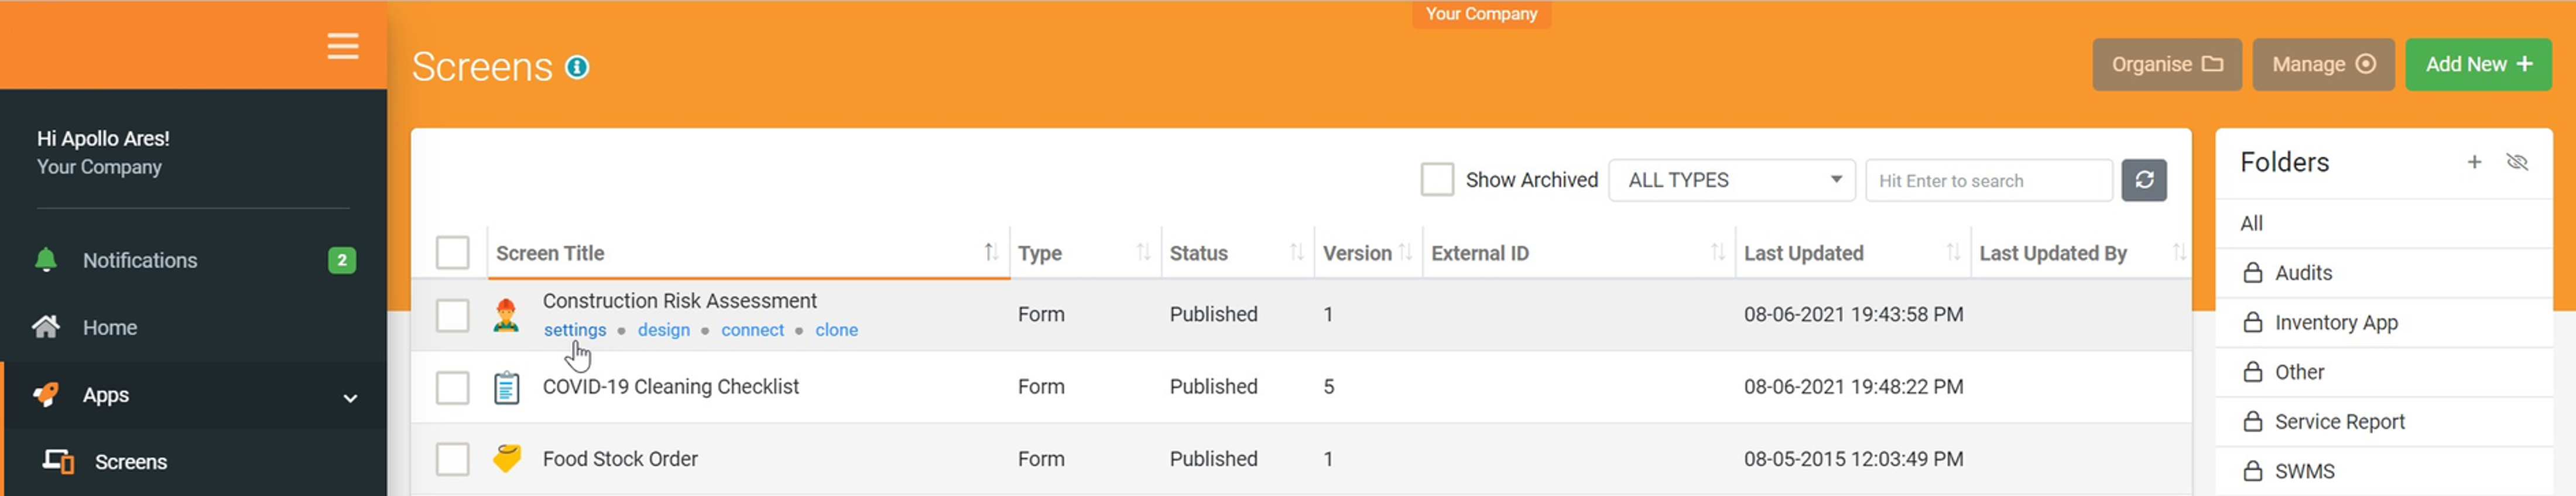 Your Company
Screens
Organise
Manage
Add New
Hi Apollo Ares!
Your Company
Notifications 2
Home
Apps
Screens
Show Archived ALL TYPES Hit Enter to search
Screen Title Type Status Version External ID Last Updated Last Updated By
Construction Risk Assessment Form Published 1 08-06-2021 19:43:58 PM
settings • design • connect • clone
COVID-19 Cleaning Checklist Form Published 5 08-06-2021 19:48:22 PM
Food Stock Order Form Published 1 08-05-2015 12:03:49 PM
Folders
All
Audits
Inventory App
Other
Service Report
SWMS